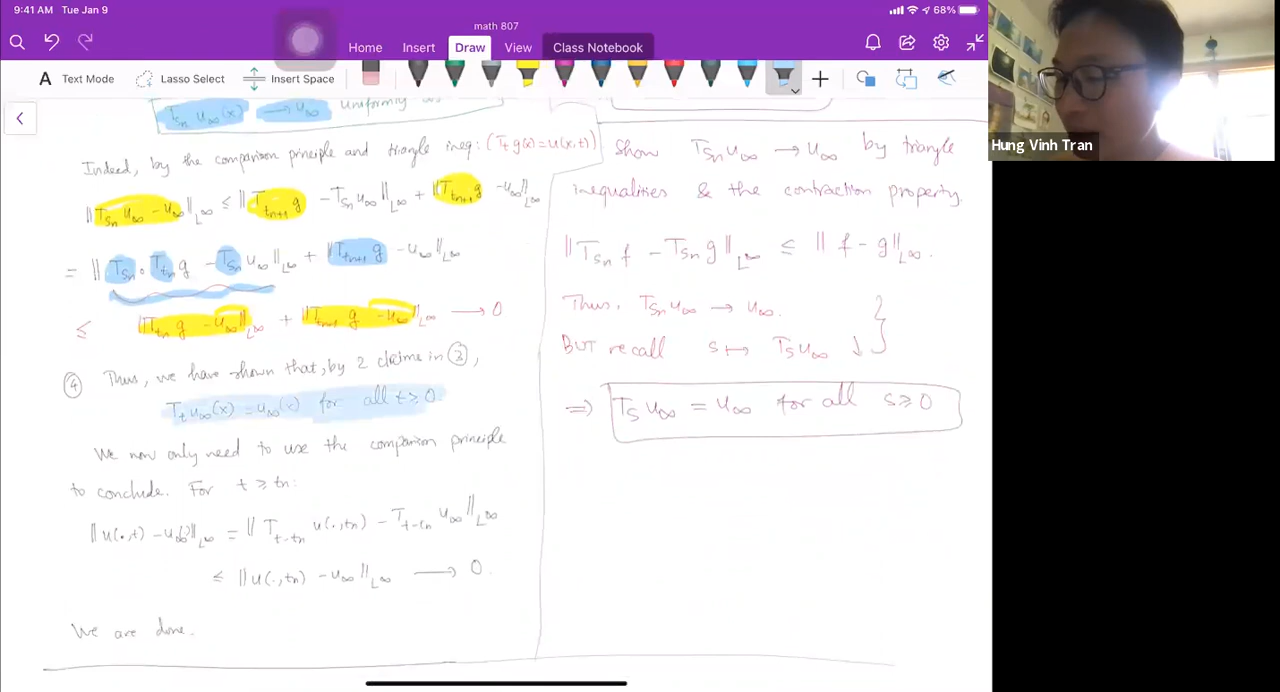 9:41 AM Tue Jan 9
68%
math 807
Home Insert Draw View Class Notebook
A Text Mode Lasso Select Insert Space
Hung Vinh Tran
T_{s_n} u_∞(x) → u_∞ uniformly as
Indeed, by the comparison principle and triangle ineq: (T_t g(x) = u(x,t))
‖T_{s_n} u_∞ - u_∞‖_{L^∞} ≤ ‖T_{t_{n+1}} g - T_{s_n} u_∞‖_{L^∞} + ‖T_{t_{n+1}} g - u_∞‖_{L^∞}
= ‖T_{s_n} ∘ T_{t_n} g - T_{s_n} u_∞‖_{L^∞} + ‖T_{t_{n+1}} g - u_∞‖_{L^∞}
≤ ‖T_{t_n} g - u_∞‖_{L^∞} + ‖T_{t_{n+1}} g - u_∞‖_{L^∞} → 0
④ Thus, we have shown that, by 2 claims in ③,
T_t u_∞(x) = u_∞(x) for all t ≥ 0
We now only need to use the comparison principle
to conclude. For t ≥ t_n:
‖u(·,t) - u_∞(·)‖_{L^∞} = ‖T_{t-t_n} u(·,t_n) - T_{t-t_n} u_∞‖_{L^∞}
≤ ‖u(·,t_n) - u_∞‖_{L^∞} → 0.
We are done.
Show T_{s_n} u_∞ → u_∞ by triangle
inequalities & the contraction property.
‖T_{s_n} f - T_{s_n} g‖_{L^∞} ≤ ‖f - g‖_{L^∞}.
Thus, T_{s_n} u_∞ → u_∞.
BUT recall s ↦ T_s u_∞ ↓
⇒ T_s u_∞ = u_∞ for all s ≥ 0